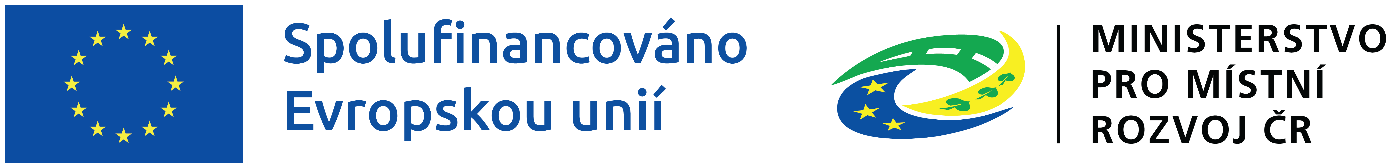 Spolufinancováno
Evropskou unií
MINISTERSTVO
PRO MÍSTNÍ
ROZVOJ ČR